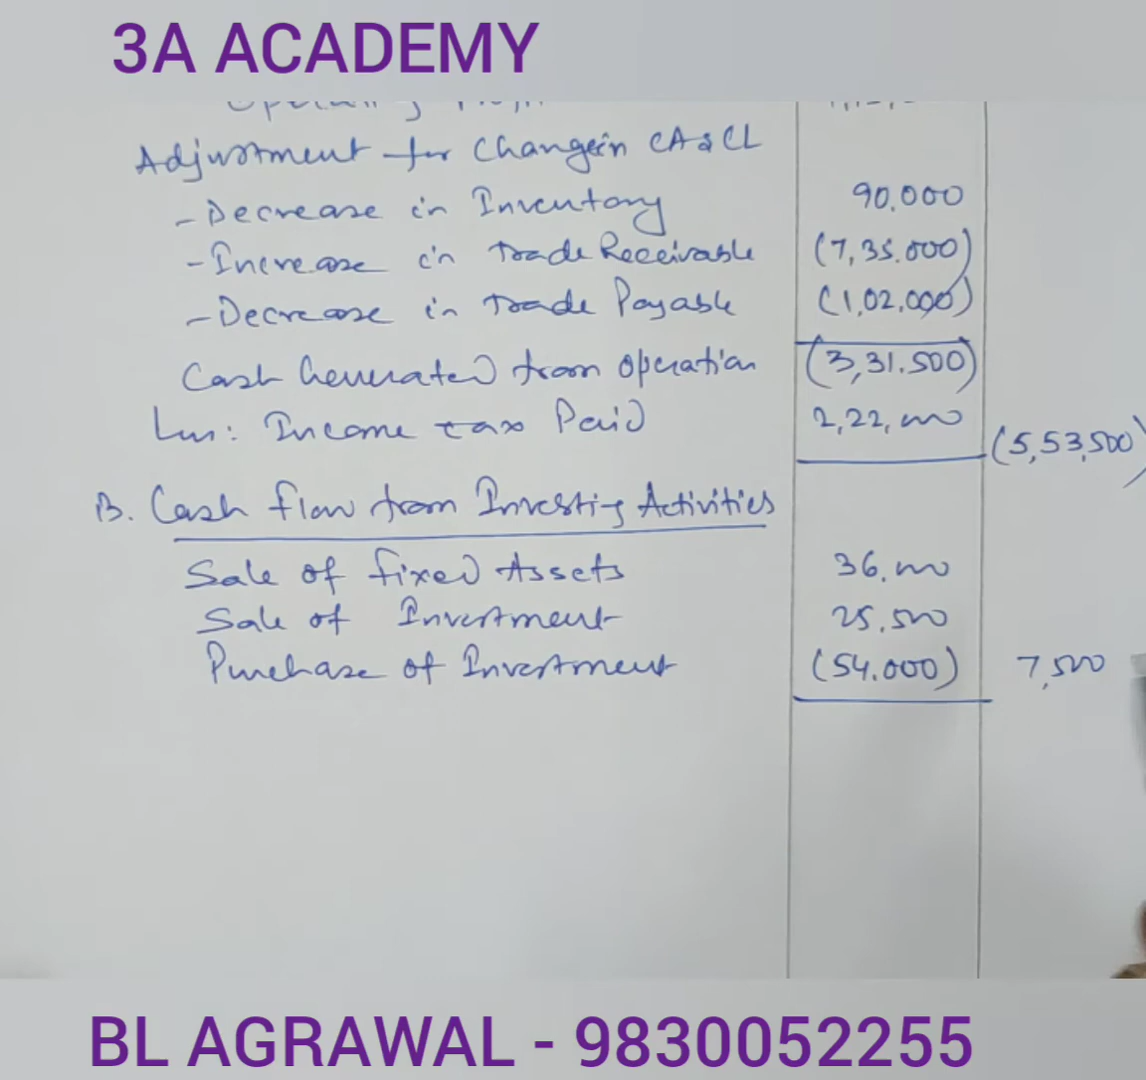 3A ACADEMY
Operating Profit
Adjustment for Change in CA & CL
- Decrease in Inventory 90,000
- Increase in Trade Receivable (7,35,000)
- Decrease in Trade Payable (1,02,000)
Cash Generated from Operation (3,31,500)
Less: Income tax Paid 2,22,000 (5,53,500)
B. Cash flow from Investing Activities
Sale of fixed Assets 36,000
Sale of Investment 25,500
Purchase of Investment (54,000) 7,500
BL AGRAWAL - 9830052255